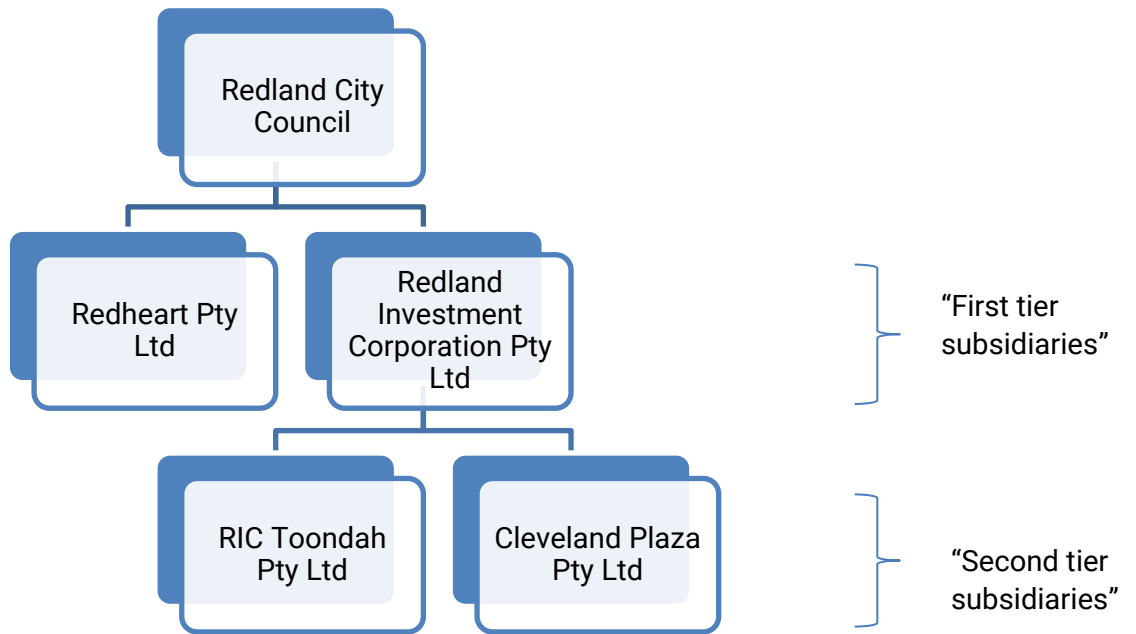 Redland City
Council
Redheart Pty
Ltd
Redland
Investment
Corporation Pty
Ltd
“First tier
subsidiaries”
RIC Toondah
Pty Ltd
Cleveland Plaza
Pty Ltd
“Second tier
subsidiaries”